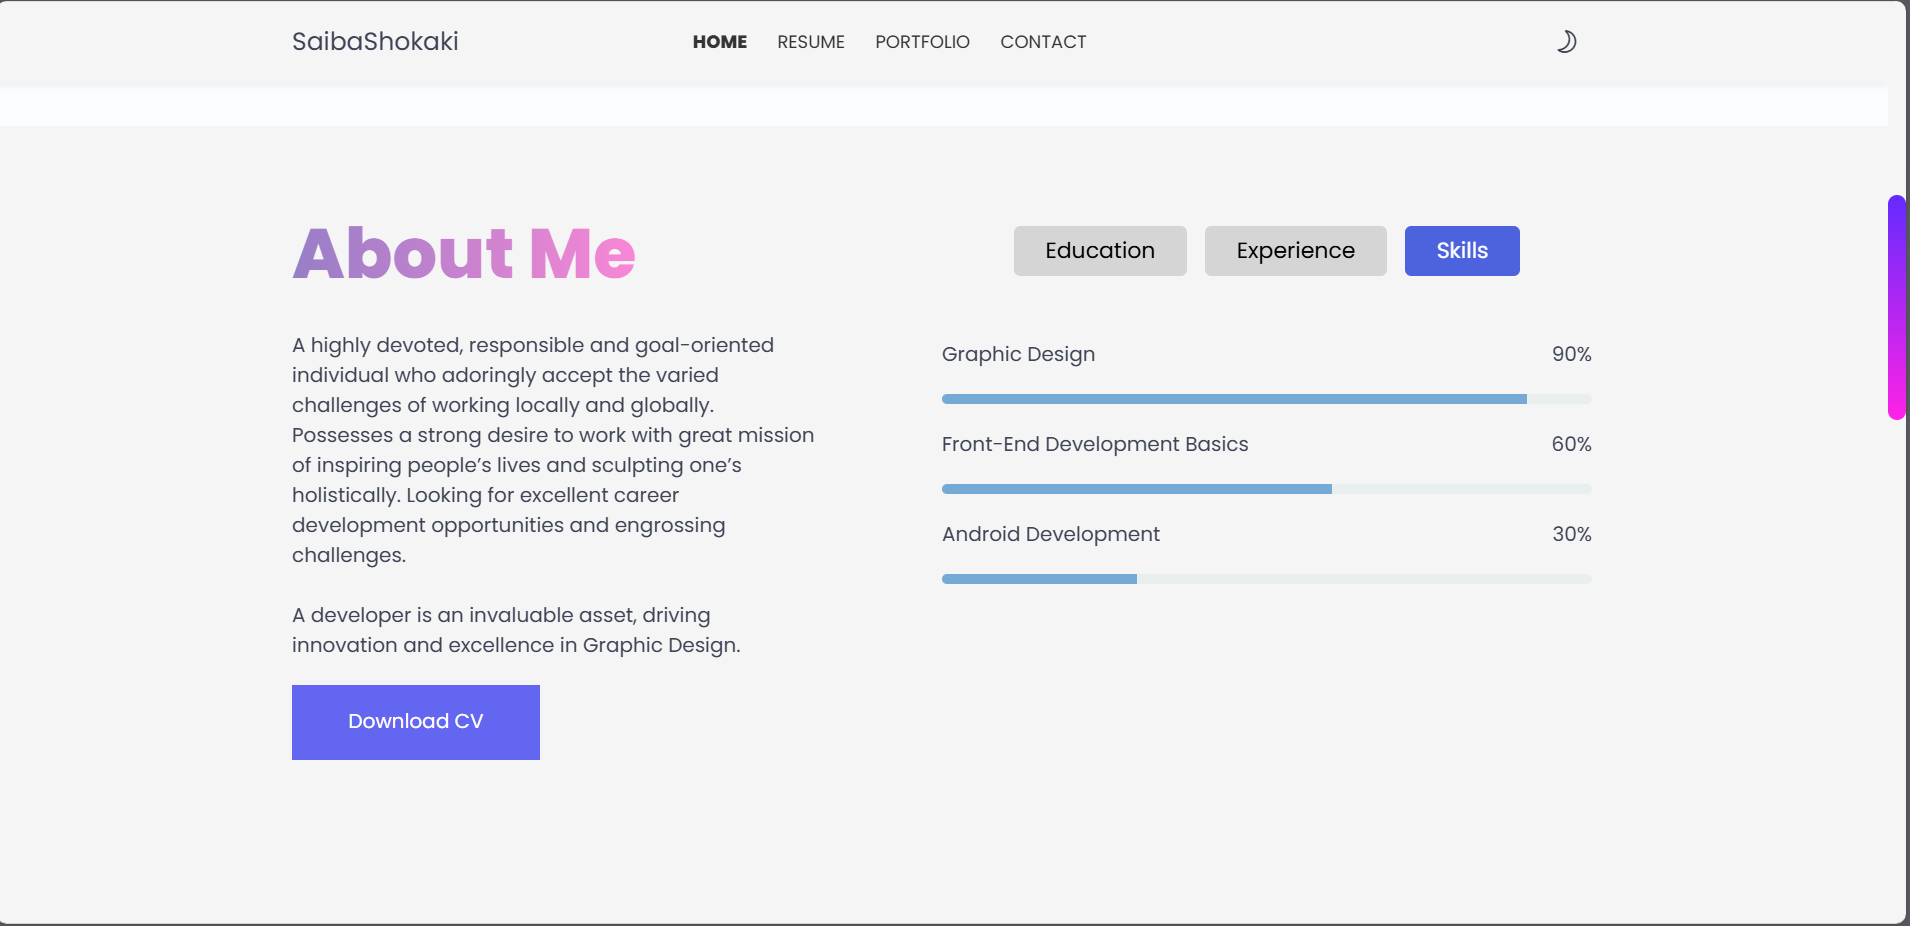 SaibaShokaki
HOME RESUME PORTFOLIO CONTACT
About Me
A highly devoted, responsible and goal-oriented
individual who adoringly accept the varied
challenges of working locally and globally.
Possesses a strong desire to work with great mission
of inspiring people’s lives and sculpting one’s
holistically. Looking for excellent career
development opportunities and engrossing
challenges.
A developer is an invaluable asset, driving
innovation and excellence in Graphic Design.
Download CV
Education Experience Skills
Graphic Design 90%
Front-End Development Basics 60%
Android Development 30%